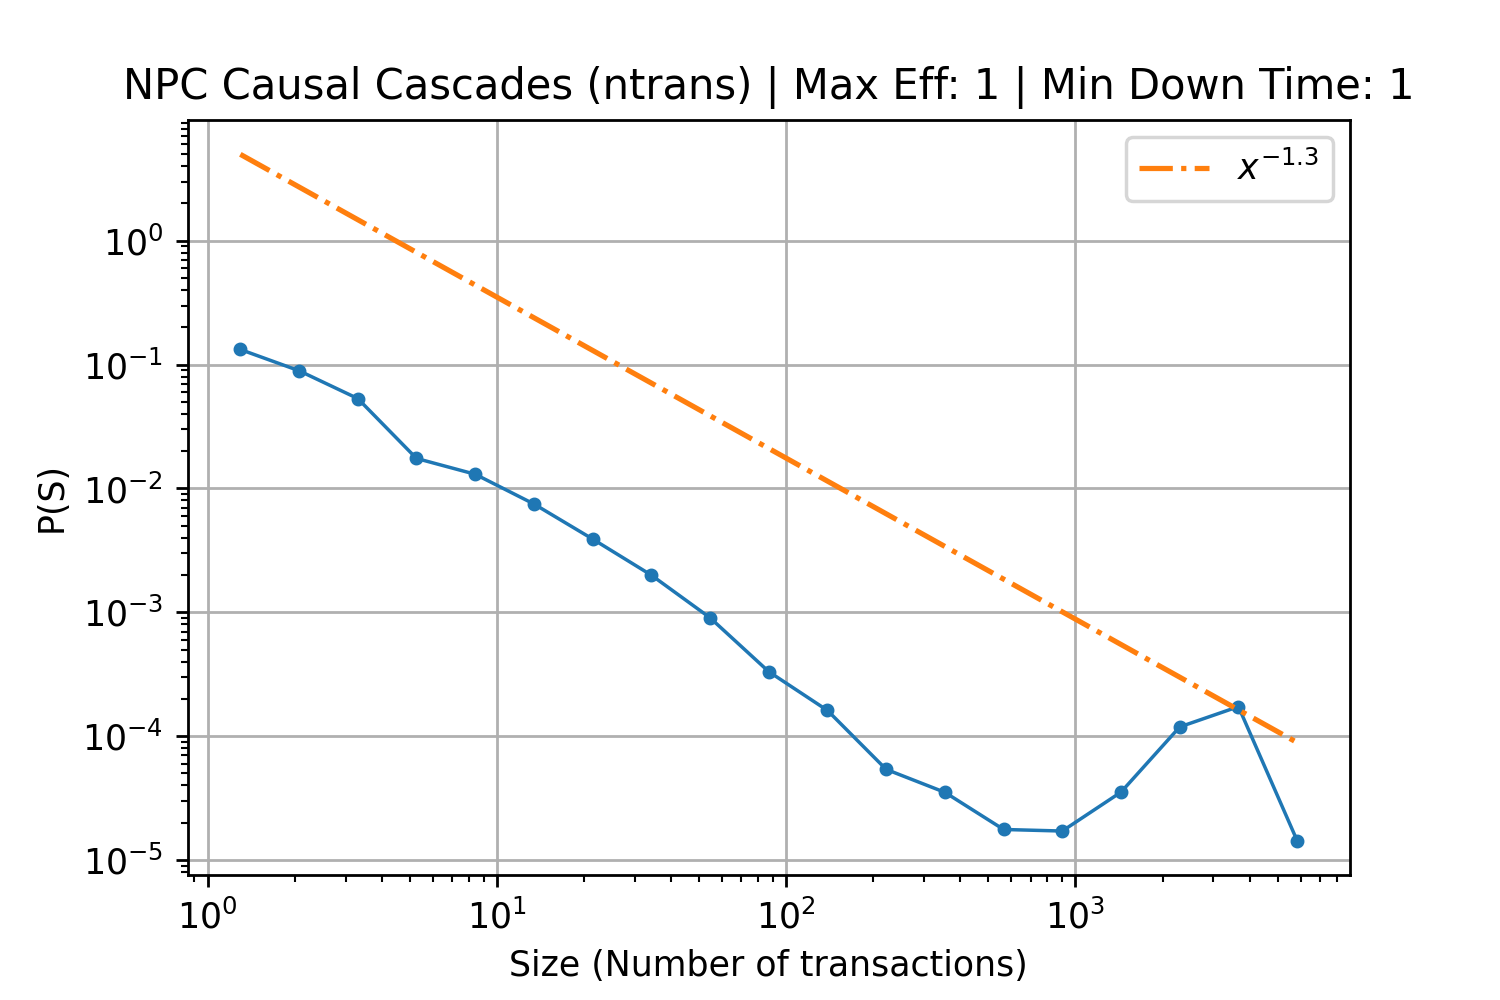 NPC Causal Cascades (ntrans) | Max Eff: 1 | Min Down Time: 1
x^{-1.3}
P(S)
10^0
10^{-1}
10^{-2}
10^{-3}
10^{-4}
10^{-5}
10^0 10^1 10^2 10^3
Size (Number of transactions)